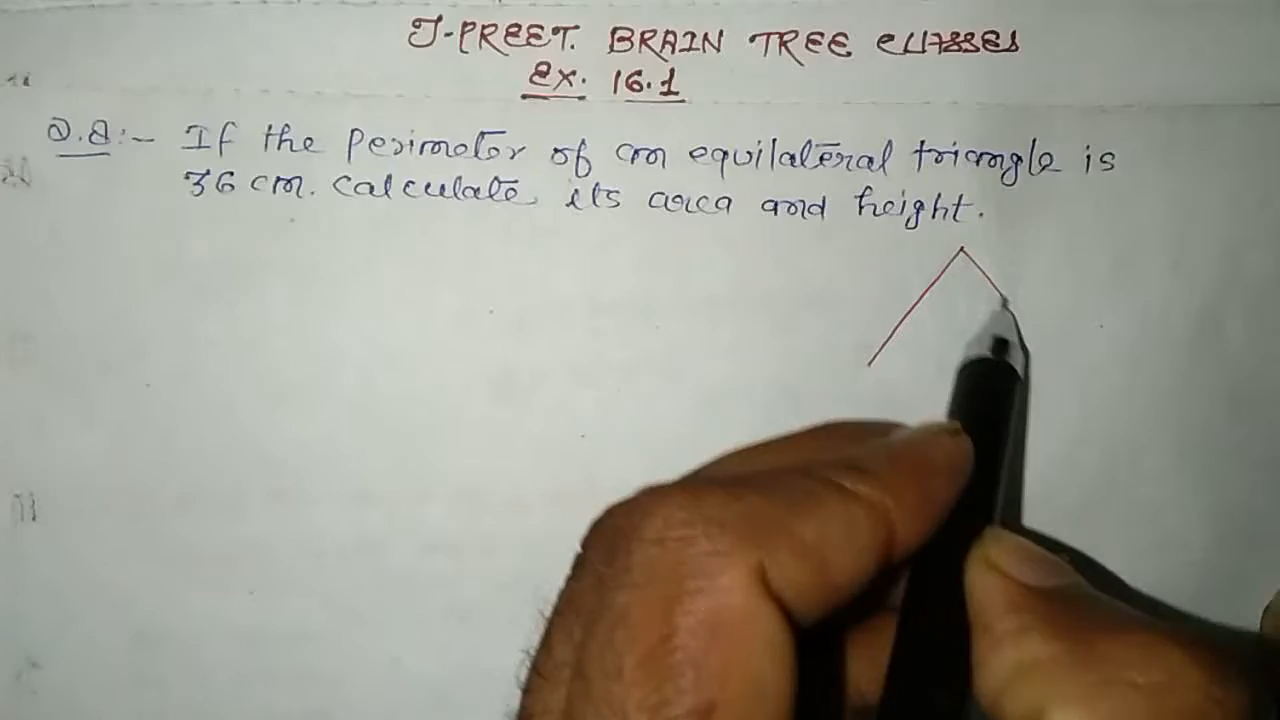 J-PREET. BRAIN TREE CLASSES
Ex. 16.1
Q.8:- If the perimeter of an equilateral triangle is
36 cm. calculate its area and height.